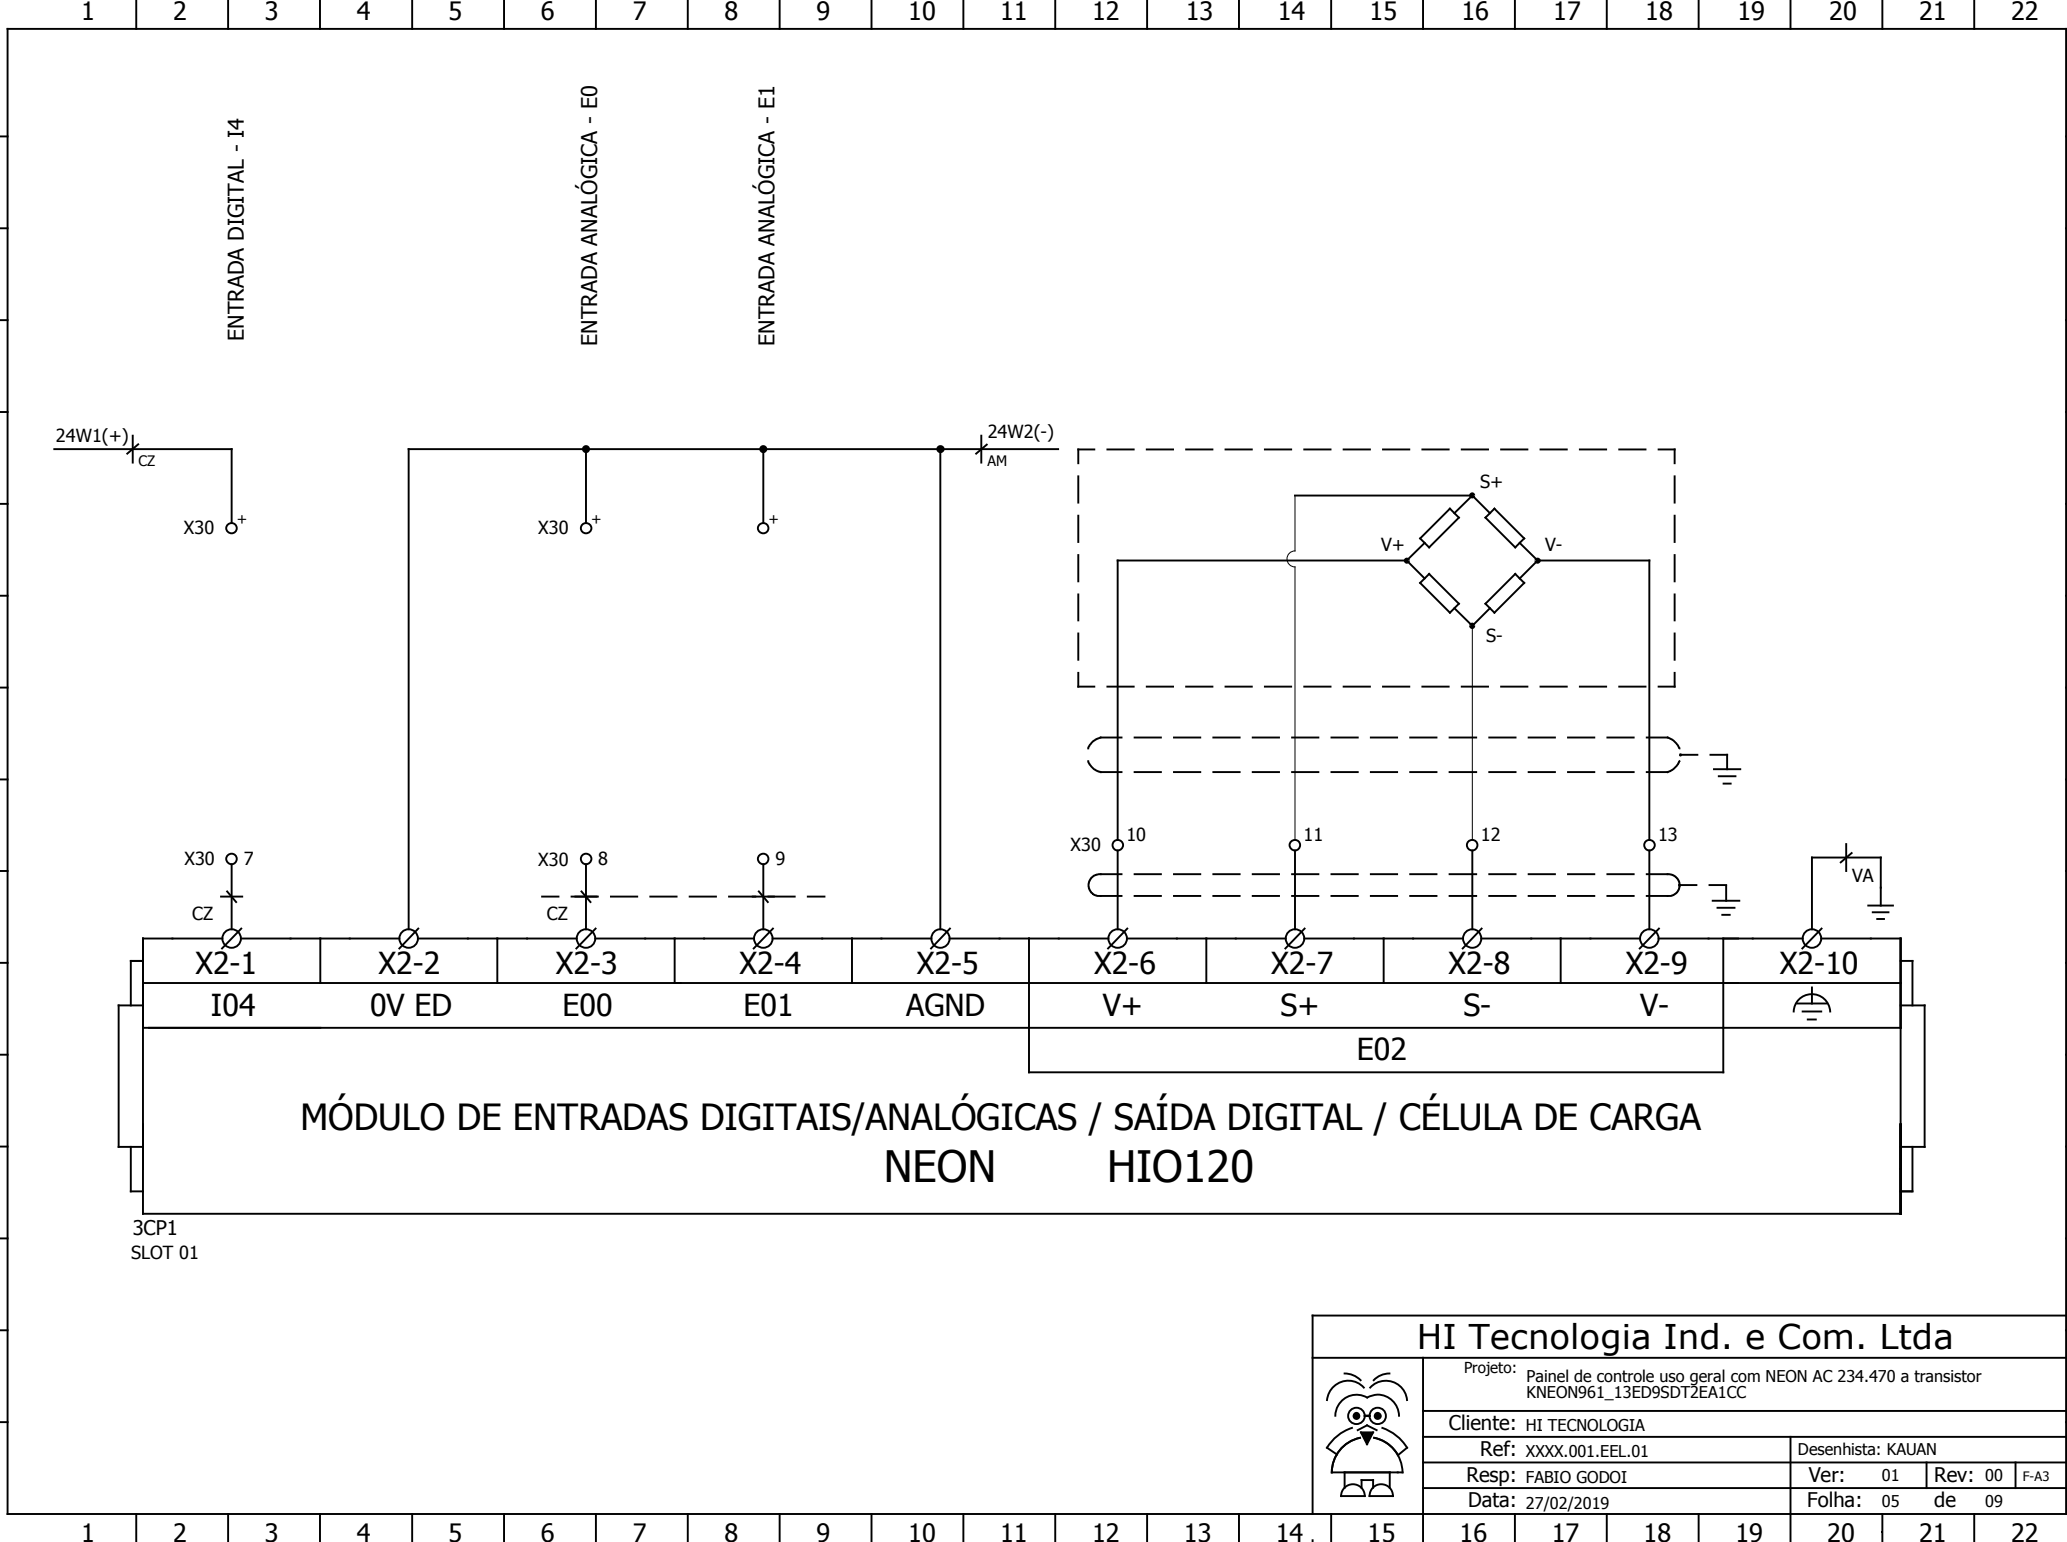 1 2 3 4 5 6 7 8 9 10 11 12 13 14 15 16 17 18 19 20 21 22
ENTRADA DIGITAL - I4
ENTRADA ANALÓGICA - E0
ENTRADA ANALÓGICA - E1
24W1(+)
CZ
24W2(-)
AM
X30 +
X30 +
+
S+
V+
V-
S-
X30 7
CZ
X30 8
CZ
9
X30 10
11
12
13
VA
X2-1 X2-2 X2-3 X2-4 X2-5 X2-6 X2-7 X2-8 X2-9 X2-10
I04 0V ED E00 E01 AGND V+ S+ S- V-
E02
MÓDULO DE ENTRADAS DIGITAIS/ANALÓGICAS / SAÍDA DIGITAL / CÉLULA DE CARGA
NEON HIO120
3CP1
SLOT 01
HI Tecnologia Ind. e Com. Ltda
Projeto: Painel de controle uso geral com NEON AC 234.470 a transistor
KNEON961_13ED9SDT2EA1CC
Cliente: HI TECNOLOGIA
Ref: XXXX.001.EEL.01 Desenhista: KAUAN
Resp: FABIO GODOI Ver: 01 Rev: 00 F-A3
Data: 27/02/2019 Folha: 05 de 09
1 2 3 4 5 6 7 8 9 10 11 12 13 14 15 16 17 18 19 20 21 22